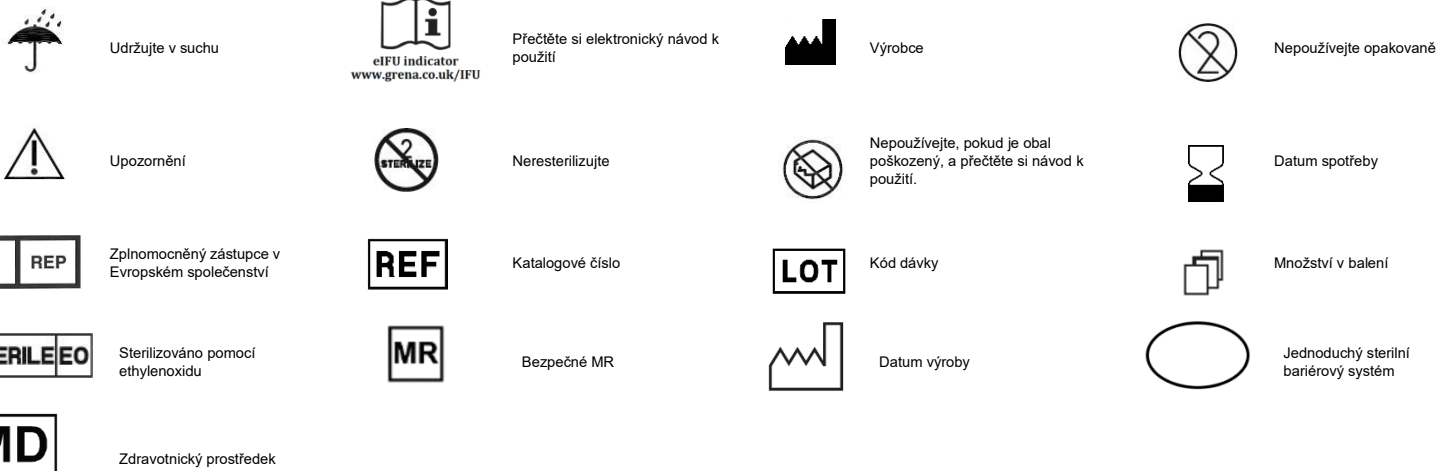 Udržujte v suchu
eIFU indicator
www.grena.co.uk/IFU
Přečtěte si elektronický návod k
použití
Výrobce
2
Nepoužívejte opakovaně
Upozornění
2
STERILIZE
Neresterilizujte
Nepoužívejte, pokud je obal
poškozený, a přečtěte si návod k
použití.
Datum spotřeby
REP
Zplnomocněný zástupce v
Evropském společenství
REF
Katalogové číslo
LOT
Kód dávky
Množství v balení
ERILE EO
Sterilizováno pomocí
ethylenoxidu
MR
Bezpečné MR
Datum výroby
Jednoduchý sterilní
bariérový systém
MD
Zdravotnický prostředek